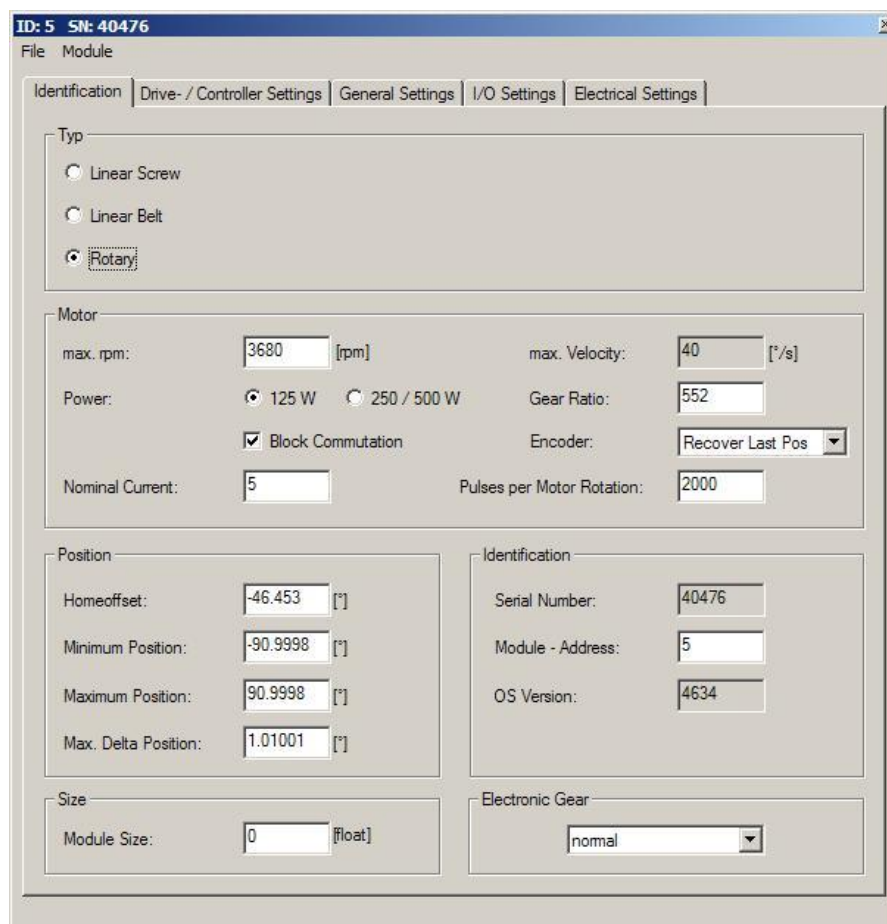 ID: 5 SN: 40476
File Module
Identification Drive- / Controller Settings General Settings I/O Settings Electrical Settings
Typ
Linear Screw
Linear Belt
Rotary
Motor
max. rpm: 3680 [rpm] max. Velocity: 40 [°/s]
Power: 125 W 250 / 500 W Gear Ratio: 552
Block Commutation Encoder: Recover Last Pos
Nominal Current: 5 Pulses per Motor Rotation: 2000
Position Identification
Homeoffset: -46.453 [°] Serial Number: 40476
Minimum Position: -90.9998 [°] Module - Address: 5
Maximum Position: 90.9998 [°] OS Version: 4634
Max. Delta Position: 1.01001 [°]
Size Electronic Gear
Module Size: 0 [float] normal